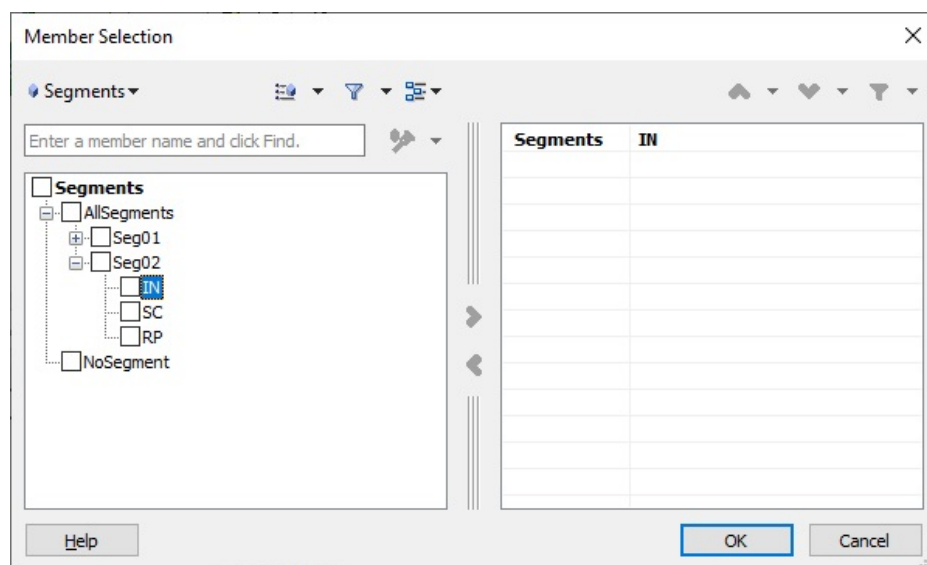 Member Selection
Segments
Enter a member name and click Find.
Segments
AllSegments
Seg01
Seg02
IN
SC
RP
NoSegment
Segments IN
Help
OK
Cancel